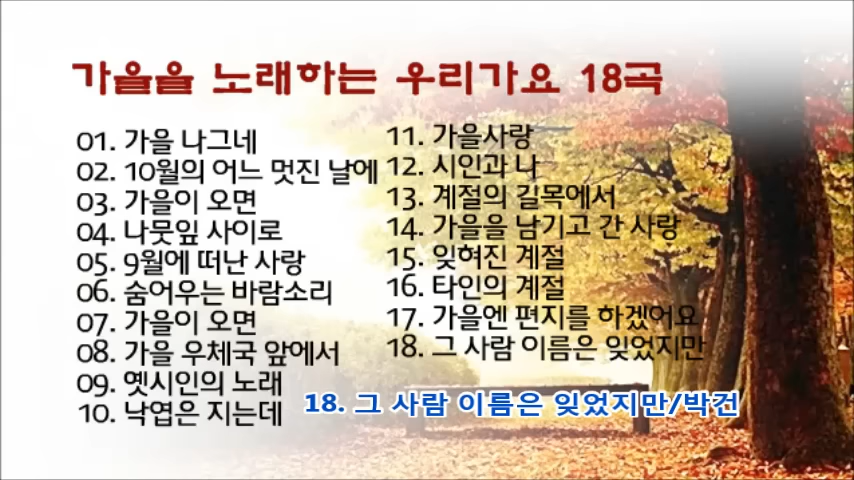 가을을 노래하는 우리가요 18곡
01. 가을 나그네
02. 10월의 어느 멋진 날에
03. 가을이 오면
04. 나뭇잎 사이로
05. 9월에 떠난 사랑
06. 숨어우는 바람소리
07. 가을이 오면
08. 가을 우체국 앞에서
09. 옛시인의 노래
10. 낙엽은 지는데
11. 가을사랑
12. 시인과 나
13. 계절의 길목에서
14. 가을을 남기고 간 사랑
15. 잊혀진 계절
16. 타인의 계절
17. 가을엔 편지를 하겠어요
18. 그 사람 이름은 잊었지만
18. 그 사람 이름은 잊었지만/박건